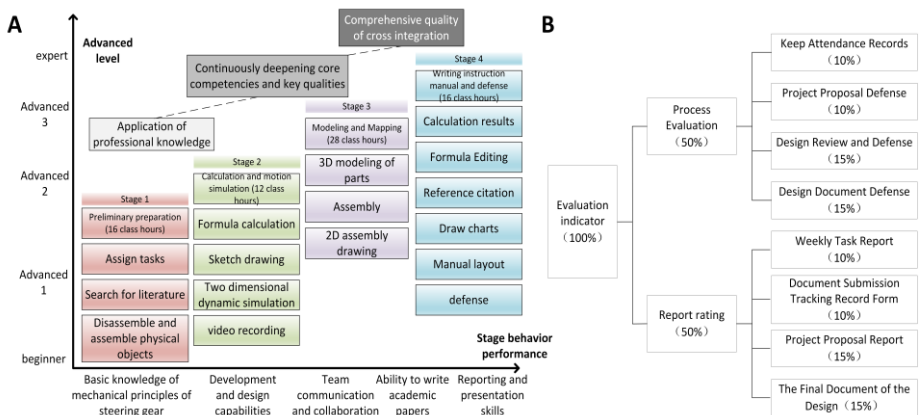 A
Advanced
level
expert
Advanced
3
Advanced
2
Advanced
1
beginner
Comprehensive quality
of cross integration
Continuously deepening core
competencies and key qualities
Application of
professional knowledge
Stage 1
Preliminary preparation
(16 class hours)
Assign tasks
Search for literature
Disassemble and
assemble physical
objects
Stage 2
Calculation and motion
simulation (12 class
hours)
Formula calculation
Sketch drawing
Two dimensional
dynamic simulation
video recording
Stage 3
Modeling and Mapping
(28 class hours)
3D modeling of
parts
Assembly
2D assembly
drawing
Stage 4
Writing instruction
manual and defense
(16 class hours)
Calculation results
Formula Editing
Reference citation
Draw charts
Manual layout
defense
Stage behavior
performance
Basic knowledge of
mechanical principles of
steering gear
Development
and design
capabilities
Team
communication
and collaboration
Ability to write
academic
papers
Reporting and
presentation
skills
B
Evaluation
indicator
（100%）
Process
Evaluation
（50%）
Keep Attendance Records
（10%）
Project Proposal Defense
（10%）
Design Review and Defense
（15%）
Design Document Defense
（15%）
Report rating
（50%）
Weekly Task Report
（10%）
Document Submission
Tracking Record Form
（10%）
Project Proposal Report
（15%）
The Final Document of the
Design（15%）